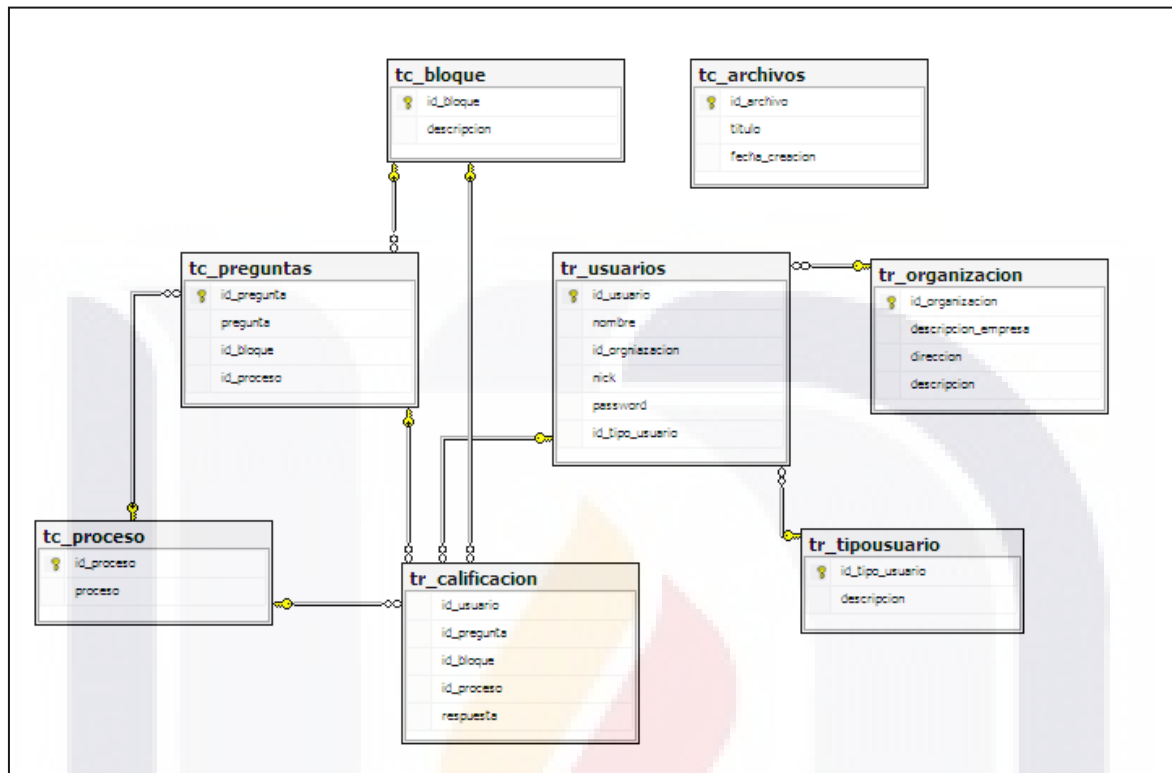 tc_bloque
id_bloque
descripcion
tc_archivos
id_archivo
titulo
fecha_creacion
tc_preguntas
id_pregunta
pregunta
id_bloque
id_proceso
tr_usuarios
id_usuario
nombre
id_orgniazacion
nick
password
id_tipo_usuario
tr_organizacion
id_organizacion
descripcion_empresa
direccion
descripcion
tc_proceso
id_proceso
proceso
tr_calificacion
id_usuario
id_pregunta
id_bloque
id_proceso
respuesta
tr_tipousuario
id_tipo_usuario
descripcion